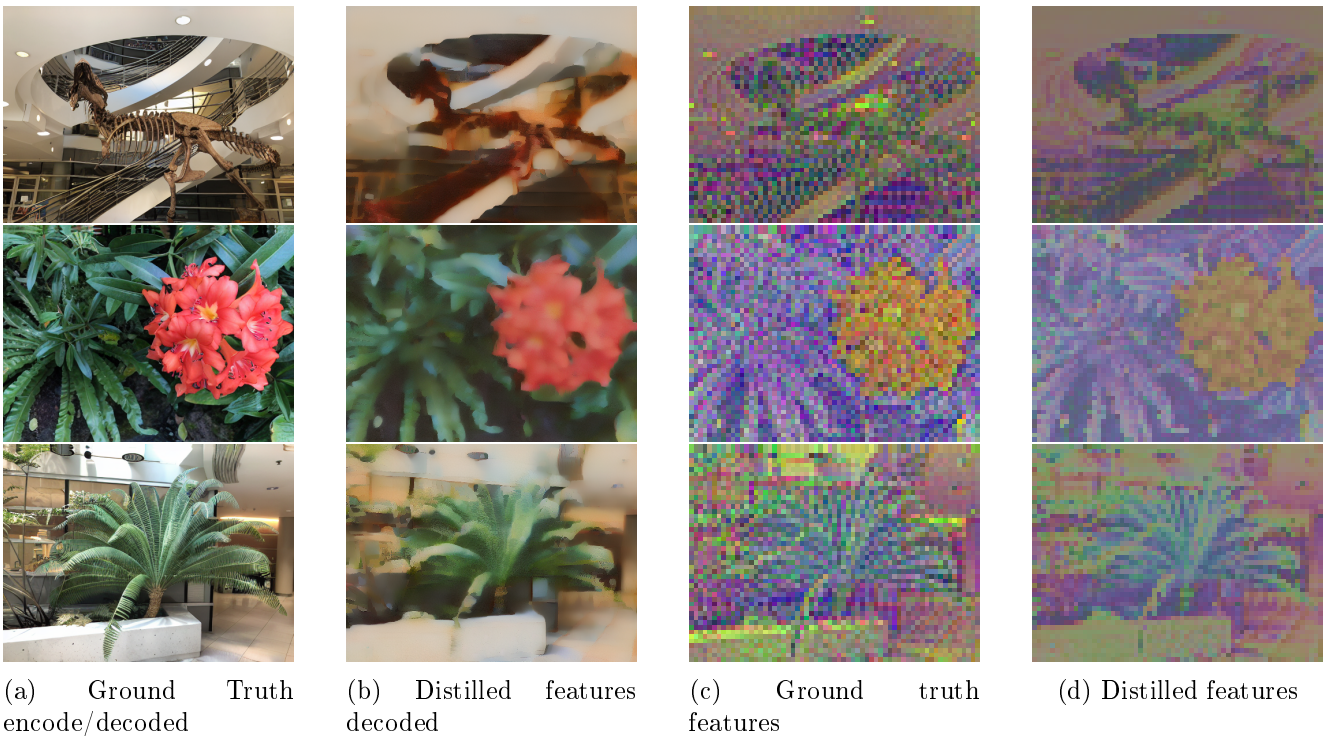 (a) Ground Truth
encode/decoded
(b) Distilled features
decoded
(c) Ground truth
features
(d) Distilled features